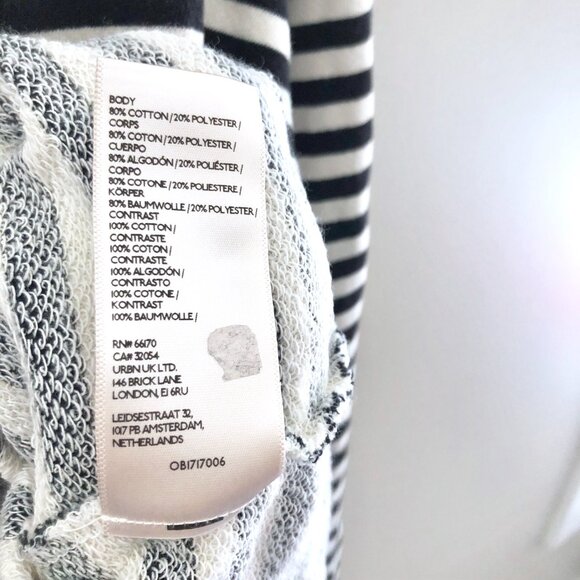 BODY
80% COTTON / 20% POLYESTER /
CORPS
80% COTON / 20% POLYESTER /
CUERPO
80% ALGODÓN / 20% POLIÉSTER /
CORPO
80% COTONE / 20% POLIESTERE /
KÖRPER
80% BAUMWOLLE / 20% POLYESTER /
CONTRAST
100% COTTON /
CONTRASTE
100% COTON /
CONTRASTE
100% ALGODÓN /
CONTRASTO
100% COTONE /
KONTRAST
100% BAUMWOLLE /
RN# 66170
CA# 32054
URBN UK LTD.
146 BRICK LANE
LONDON, E1 6RU
LEIDSESTRAAT 32,
1017 PB AMSTERDAM,
NETHERLANDS
OB1717006